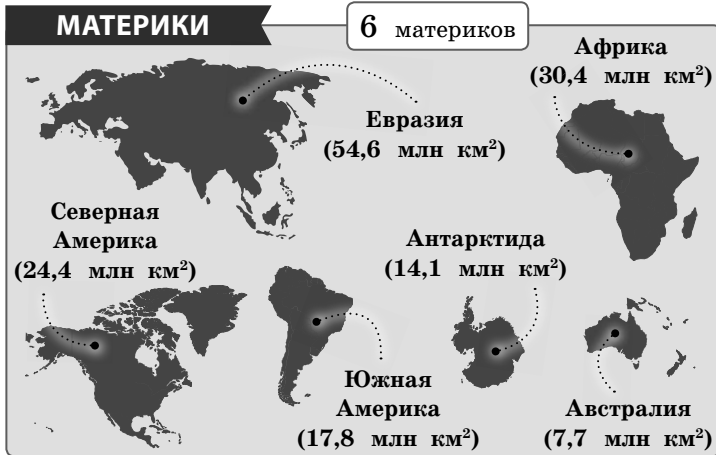 МАТЕРИКИ
6 материков
Африка
(30,4 млн км²)
Евразия
(54,6 млн км²)
Северная
Америка
(24,4 млн км²)
Антарктида
(14,1 млн км²)
Южная
Америка
(17,8 млн км²)
Австралия
(7,7 млн км²)